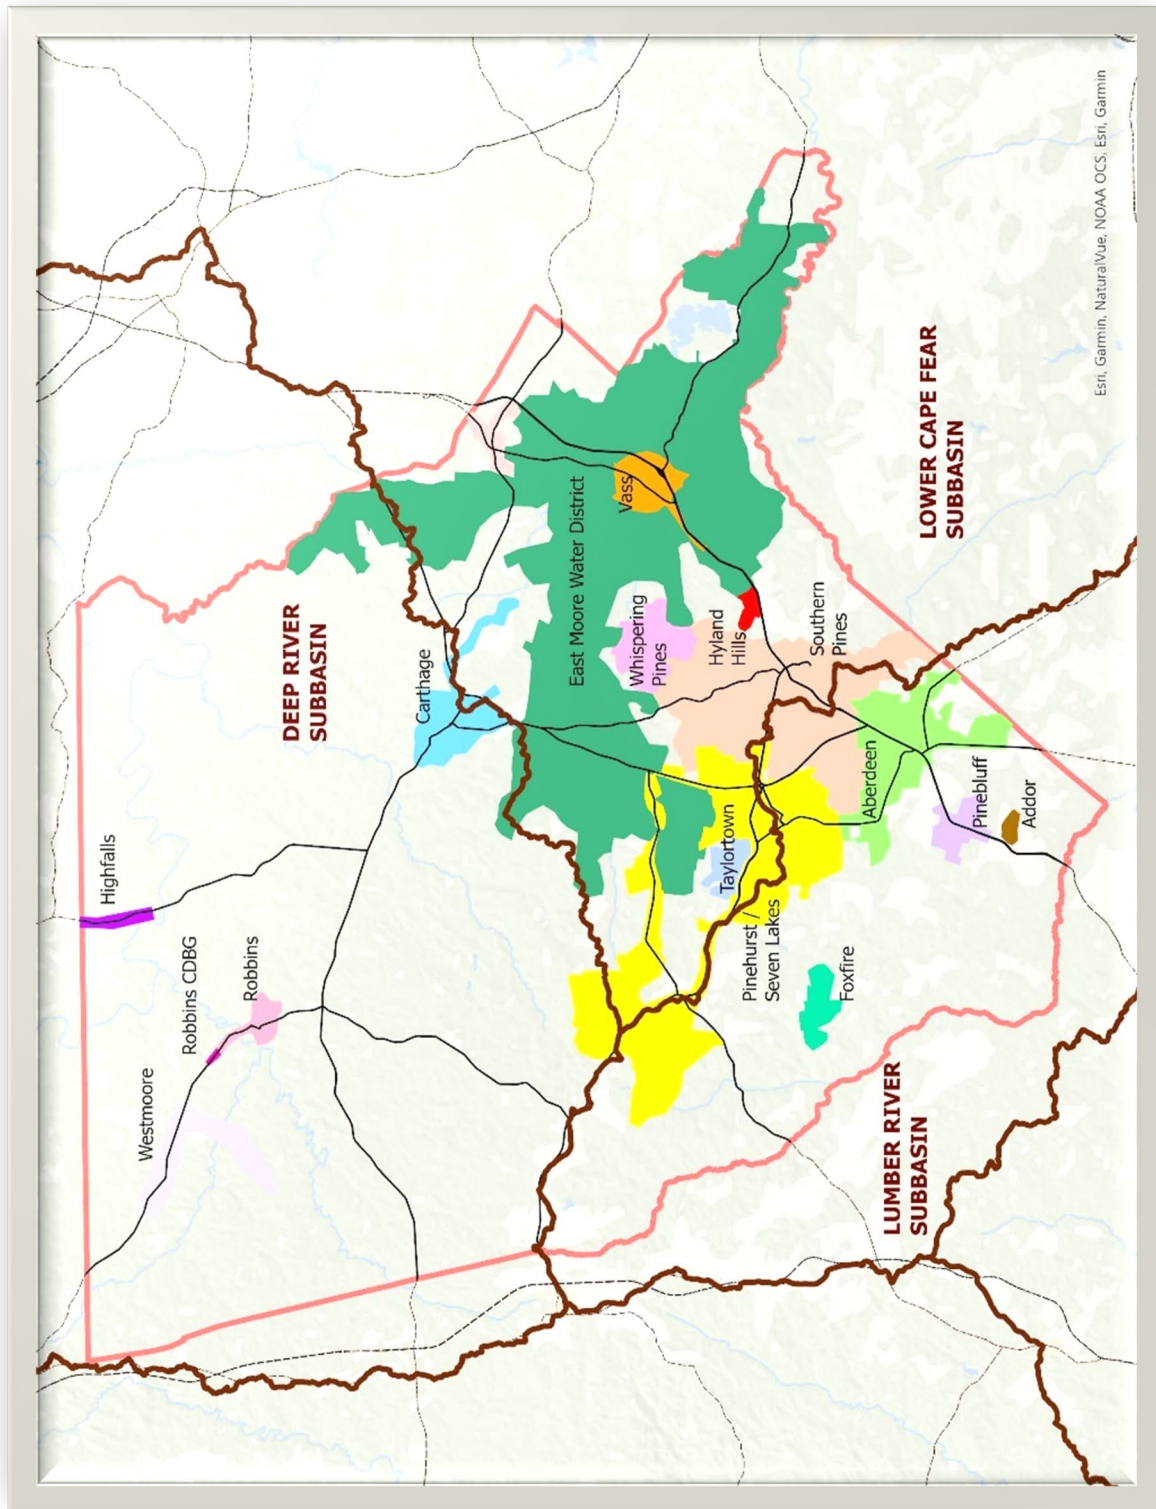 Highfalls
Robbins CDBG
Robbins
Westmoore
DEEP RIVER
SUBBASIN
Carthage
East Moore Water District
Vass
Whispering
Pines
Hyland
Hills
Southern
Pines
LOWER CAPE FEAR
SUBBASIN
Taylortown
Pinehurst /
Seven Lakes
Aberdeen
Pinebluff
Addor
Foxfire
LUMBER RIVER
SUBBASIN
Esri, Garmin, NaturalVue, NOAA OCS, Esri, Garmin